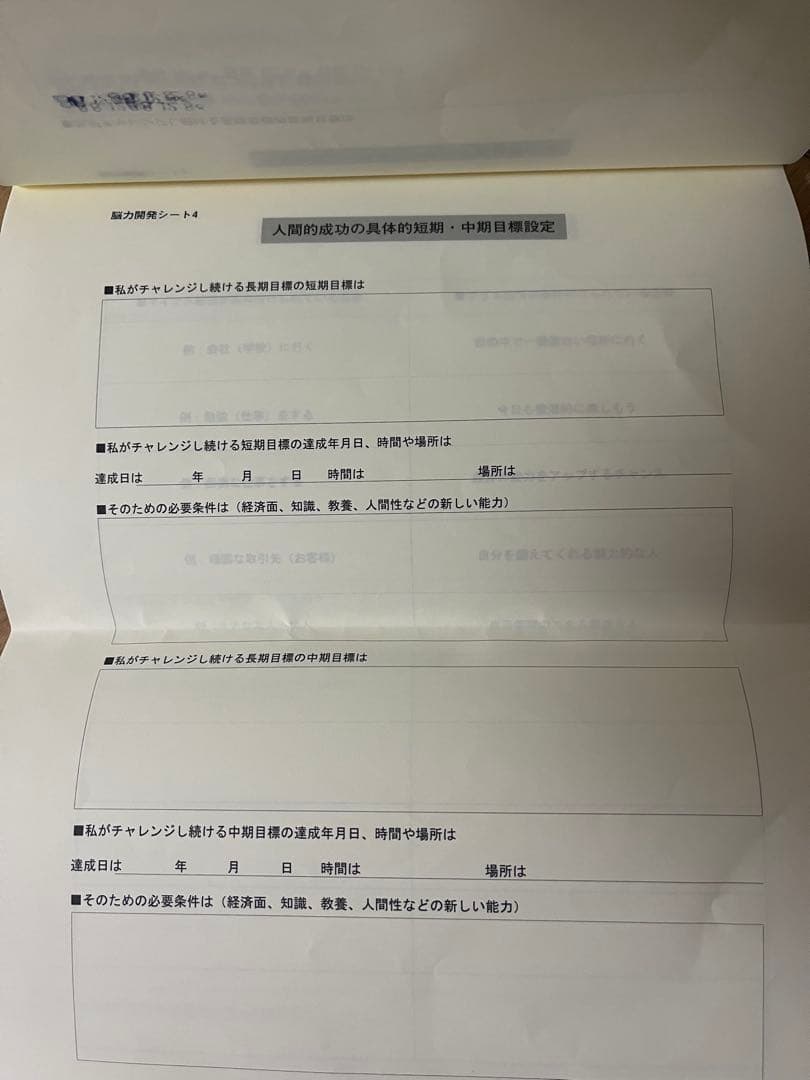 脳力開発シート4
人間的成功の具体的短期・中期目標設定
■私がチャレンジし続ける長期目標の短期目標は
■私がチャレンジし続ける短期目標の達成年月日、時間や場所は
達成日は 年 月 日 時間は 場所は
■そのための必要条件は（経済面、知識、教養、人間性などの新しい能力）
■私がチャレンジし続ける長期目標の中期目標は
■私がチャレンジし続ける中期目標の達成年月日、時間や場所は
達成日は 年 月 日 時間は 場所は
■そのための必要条件は（経済面、知識、教養、人間性などの新しい能力）